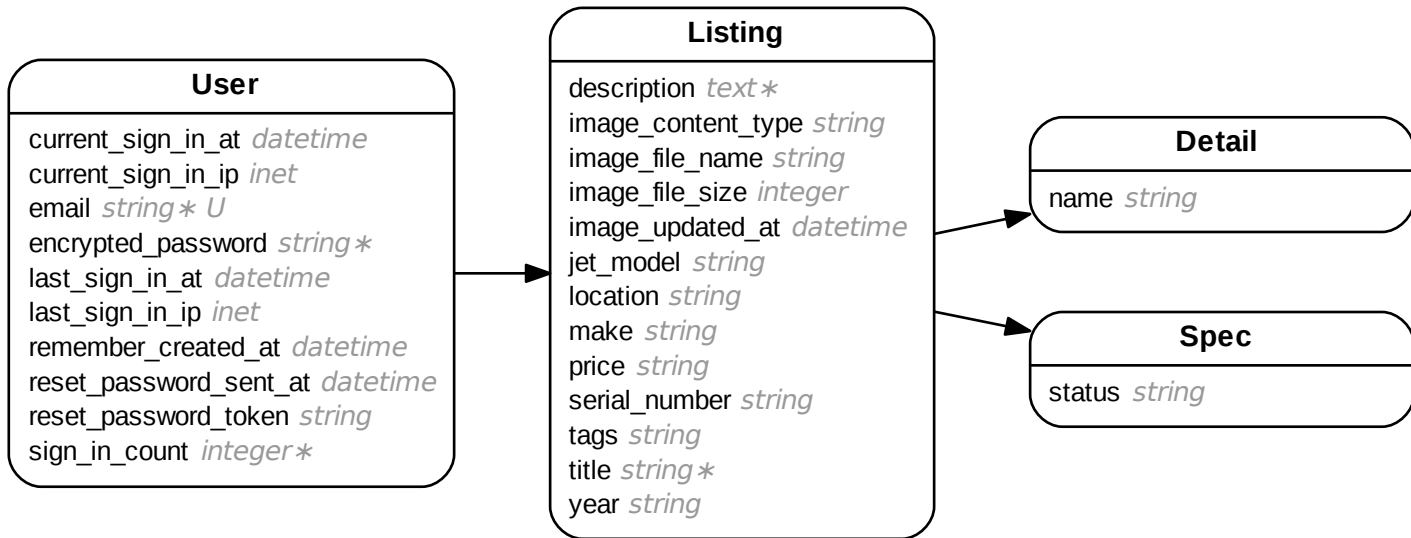 User
current_sign_in_at datetime
current_sign_in_ip inet
email string∗ U
encrypted_password string∗
last_sign_in_at datetime
last_sign_in_ip inet
remember_created_at datetime
reset_password_sent_at datetime
reset_password_token string
sign_in_count integer∗
Listing
description text∗
image_content_type string
image_file_name string
image_file_size integer
image_updated_at datetime
jet_model string
location string
make string
price string
serial_number string
tags string
title string∗
year string
Detail
name string
Spec
status string